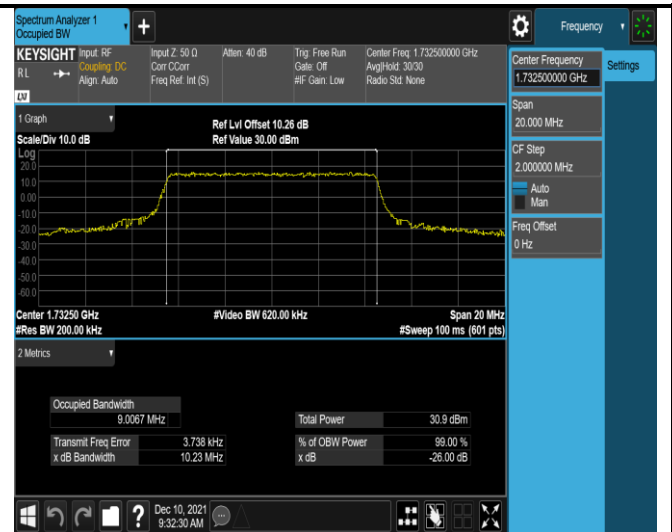 Spectrum Analyzer 1
Occupied BW
Frequency
KEYSIGHT
R L
LXI
Input: RF
Coupling: DC
Align: Auto
Input Z: 50 Ω
Corr CCorr
Freq Ref: Int (S)
Atten: 40 dB
Trig: Free Run
Gate: Off
#IF Gain: Low
Center Freq: 1.732500000 GHz
Avg|Hold: 30/30
Radio Std: None
Center Frequency
1.732500000 GHz
Settings
Span
20.000 MHz
CF Step
2.000000 MHz
Auto
Man
Freq Offset
0 Hz
1 Graph
Scale/Div 10.0 dB
Ref Lvl Offset 10.26 dB
Ref Value 30.00 dBm
Log
20.0
10.0
0.00
-10.0
-20.0
-30.0
-40.0
-50.0
-60.0
Center 1.73250 GHz
#Res BW 200.00 kHz
#Video BW 620.00 kHz
Span 20 MHz
#Sweep 100 ms (601 pts)
2 Metrics
Occupied Bandwidth
9.0067 MHz
Total Power 30.9 dBm
Transmit Freq Error 3.738 kHz
% of OBW Power 99.00 %
x dB Bandwidth 10.23 MHz
x dB -26.00 dB
?
Dec 10, 2021
9:32:30 AM